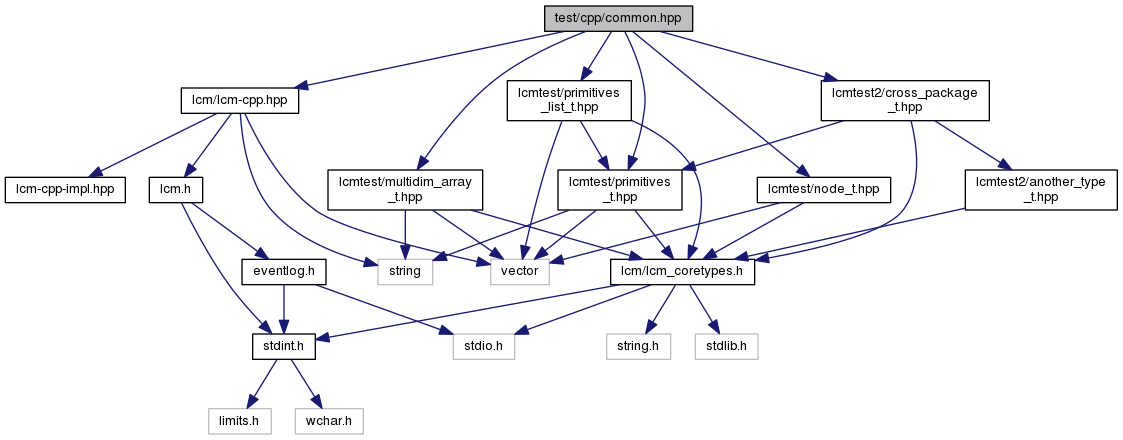 test/cpp/common.hpp
lcm/lcm-cpp.hpp
lcmtest/primitives
_list_t.hpp
lcmtest2/cross_package
_t.hpp
lcm-cpp-impl.hpp
lcm.h
lcmtest/multidim_array
_t.hpp
lcmtest/primitives
_t.hpp
lcmtest/node_t.hpp
lcmtest2/another_type
_t.hpp
eventlog.h
string
vector
lcm/lcm_coretypes.h
stdint.h
stdio.h
string.h
stdlib.h
limits.h
wchar.h